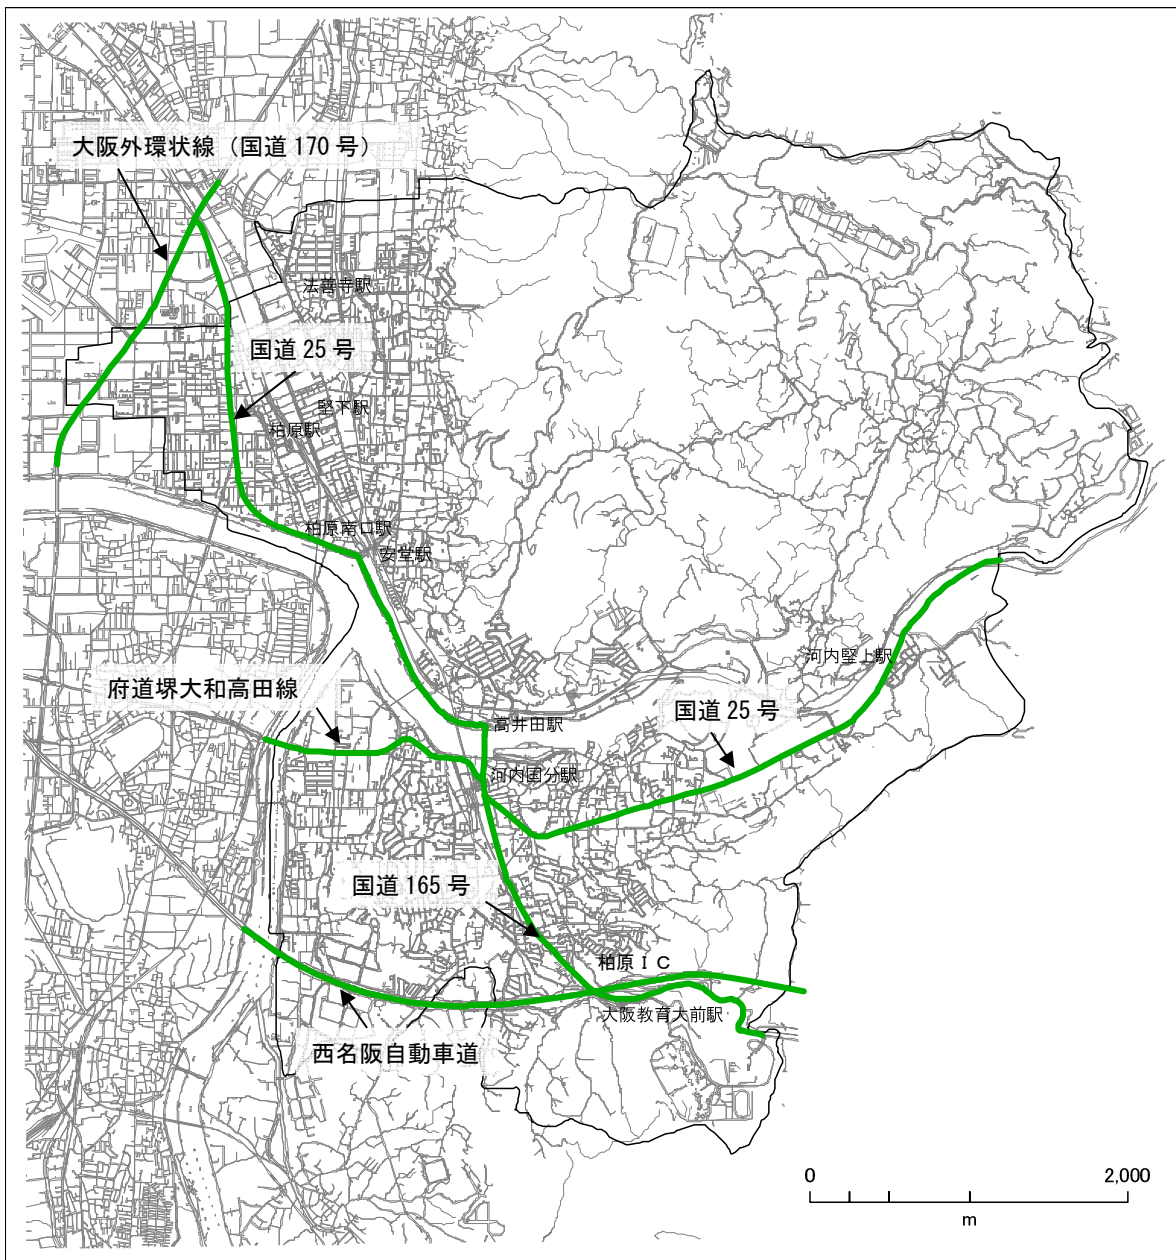 大阪外環状線（国道 170 号）
法善寺駅
国道 25 号
堅下駅
柏原駅
柏原南口駅
安堂駅
河内堅上駅
府道堺大和高田線
国道 25 号
高井田駅
河内国分駅
国道 165 号
柏原ＩＣ
大阪教育大前駅
西名阪自動車道
0 2,000
m